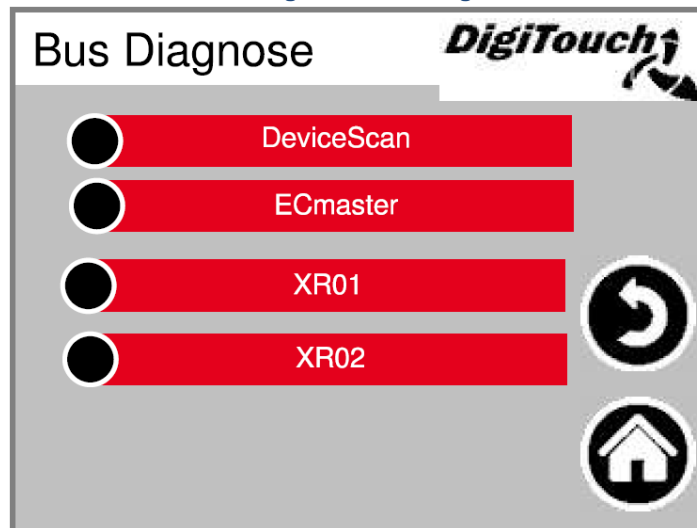 Bus Diagnose
DigiTouch
DeviceScan
ECmaster
XR01
XR02